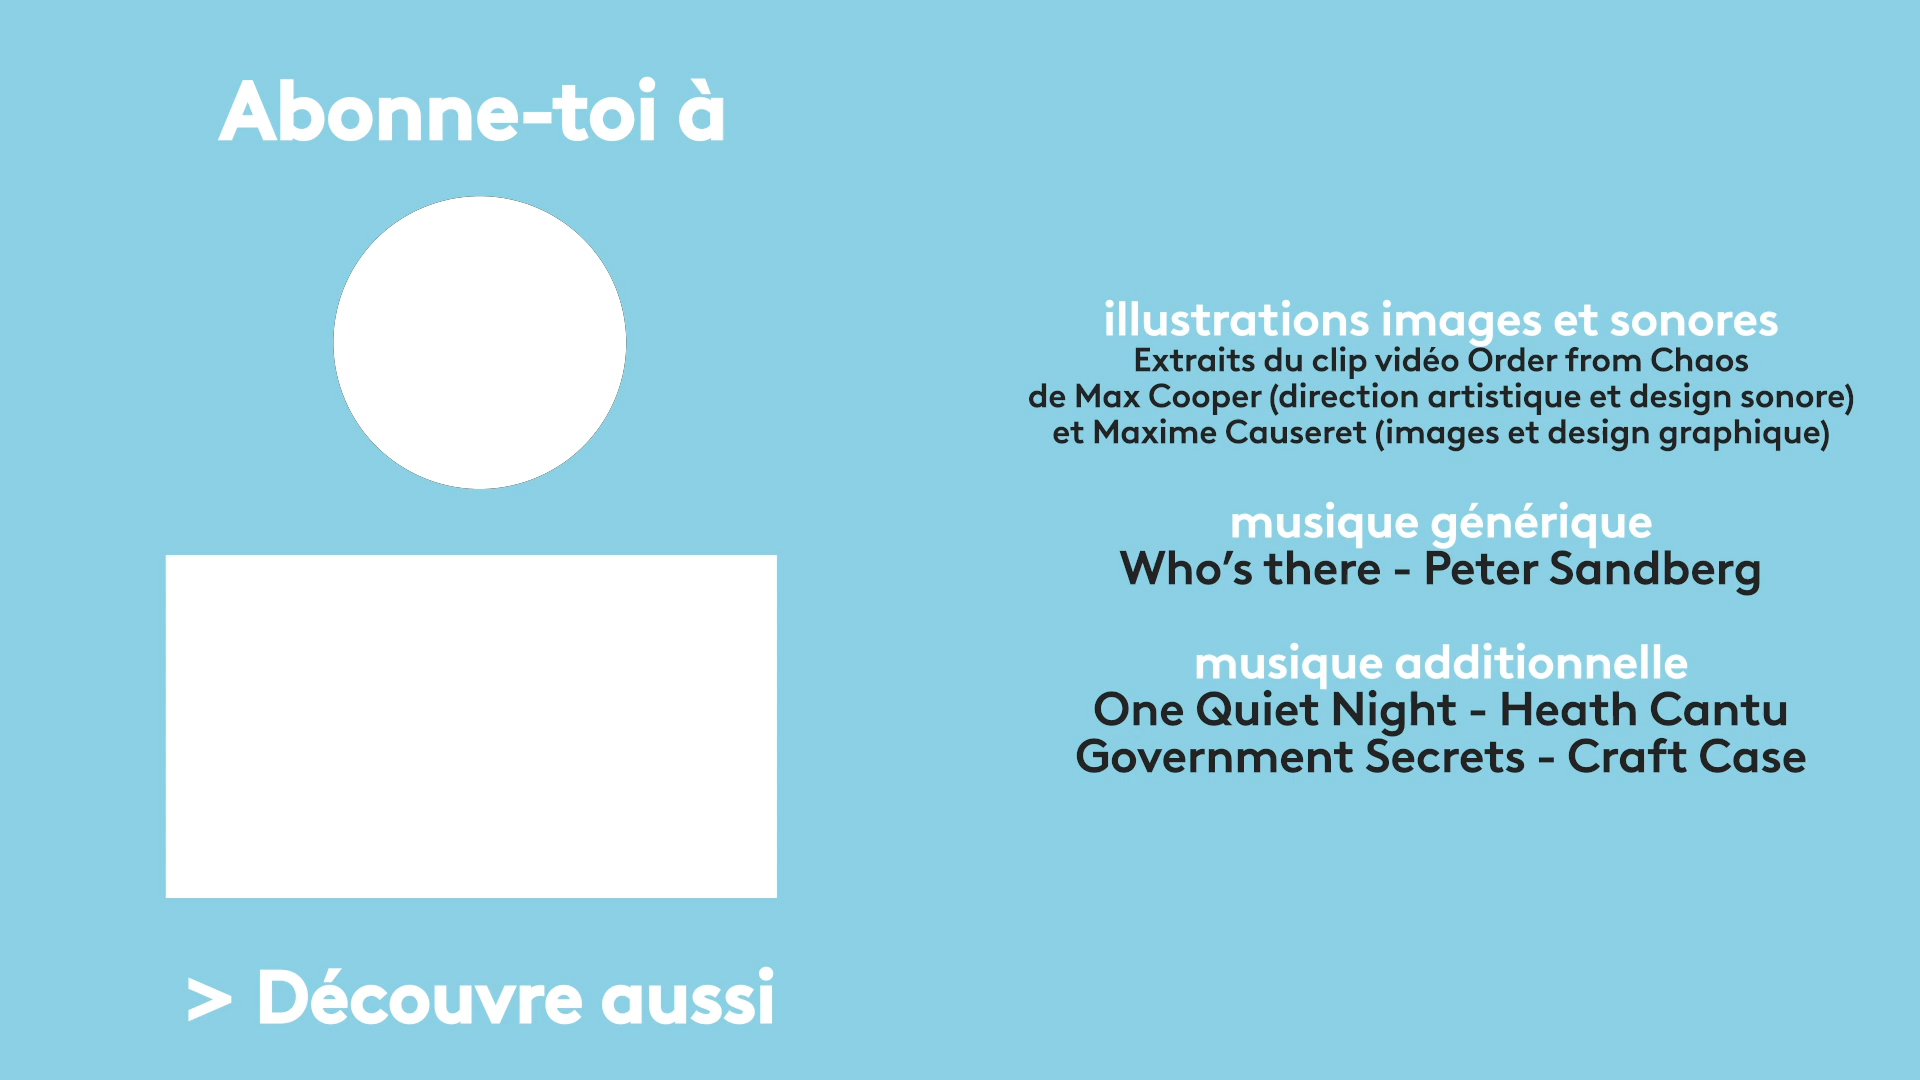 Abonne-toi à
> Découvre aussi
illustrations images et sonores
Extraits du clip vidéo Order from Chaos
de Max Cooper (direction artistique et design sonore)
et Maxime Causeret (images et design graphique)
musique générique
Who’s there - Peter Sandberg
musique additionnelle
One Quiet Night - Heath Cantu
Government Secrets - Craft Case